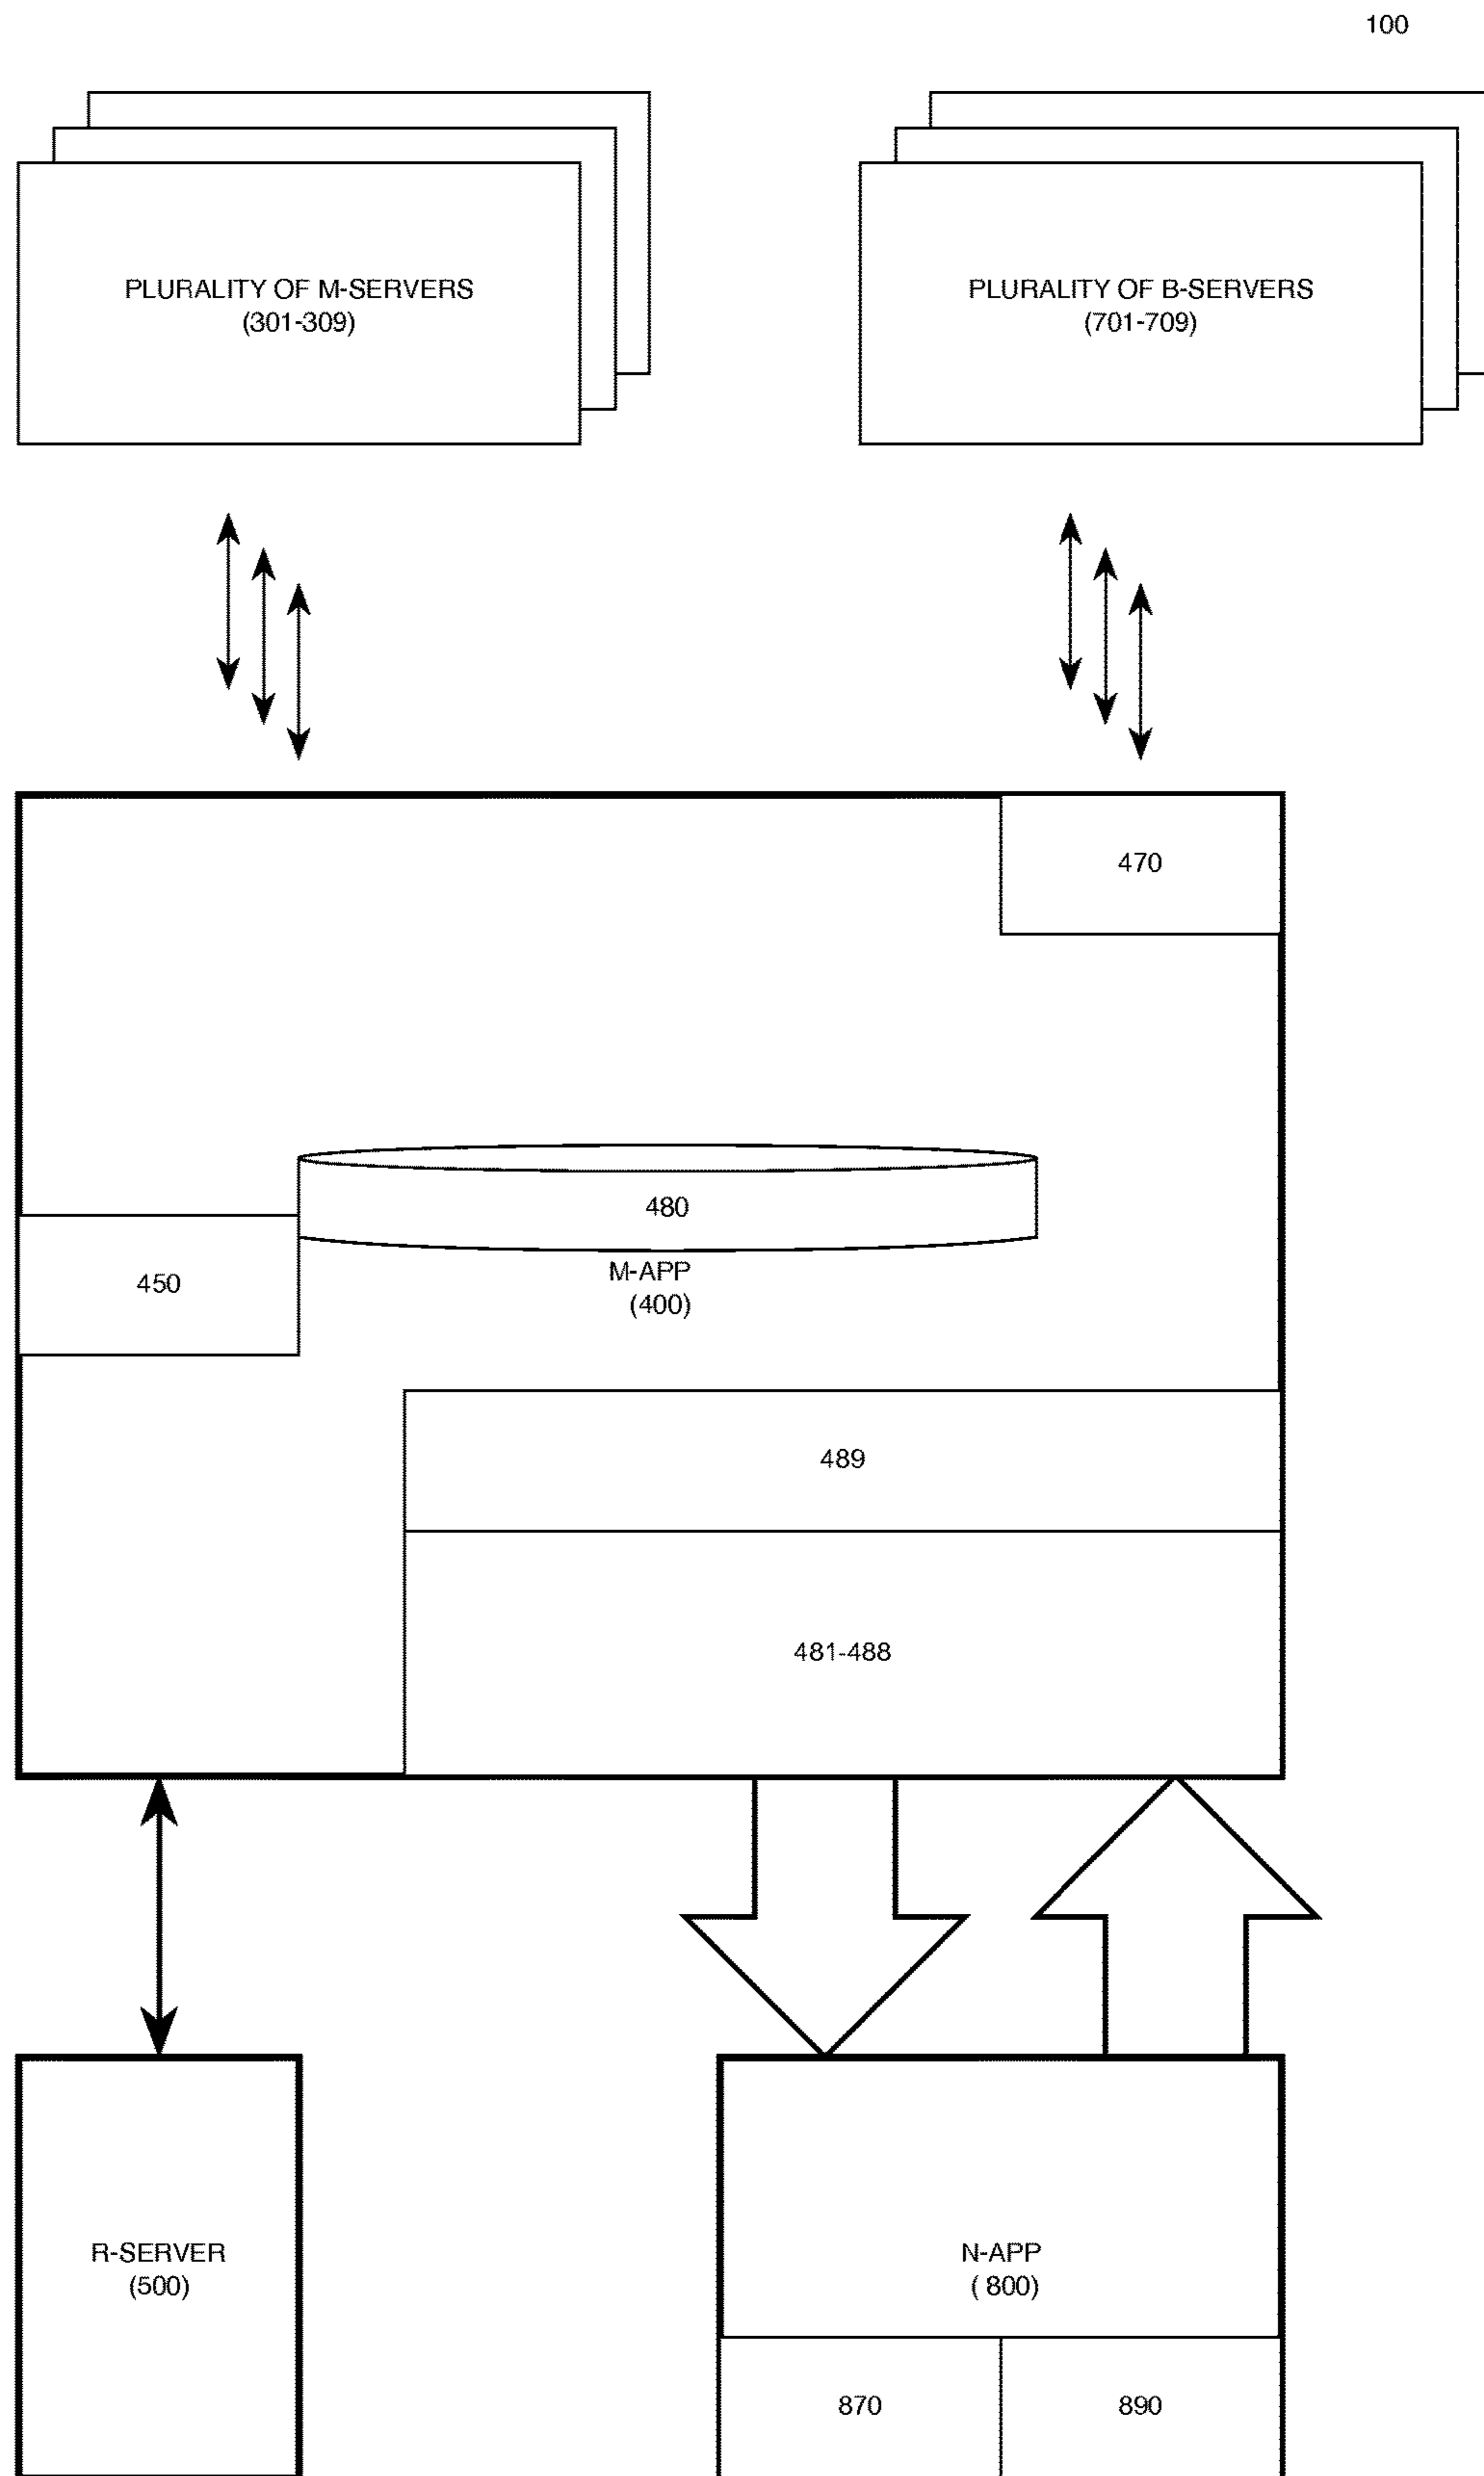 100
PLURALITY OF M-SERVERS
(301-309)
PLURALITY OF B-SERVERS
(701-709)
470
480
450
M-APP
(400)
489
481-488
R-SERVER
(500)
N-APP
( 800)
870
890